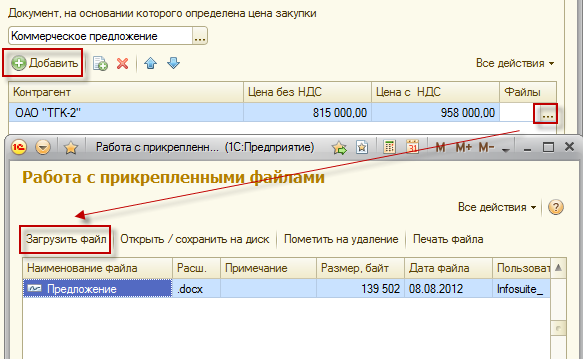 Документ, на основании которого определена цена закупки
Коммерческое предложение ...
Добавить Все действия
Контрагент Цена без НДС Цена с НДС Файлы
ОАО "ТГК-2" 815 000,00 958 000,00 ...
1С Работа с прикрепленн... (1С:Предприятие) 31 M M+ M-
Работа с прикрепленными файлами
Все действия ?
Загрузить файл Открыть / сохранить на диск Пометить на удаление Печать файла
Наименование файла Расш. Примечание Размер, байт Дата файла Пользоват
Предложение .docx 139 502 08.08.2012 Infosuite_